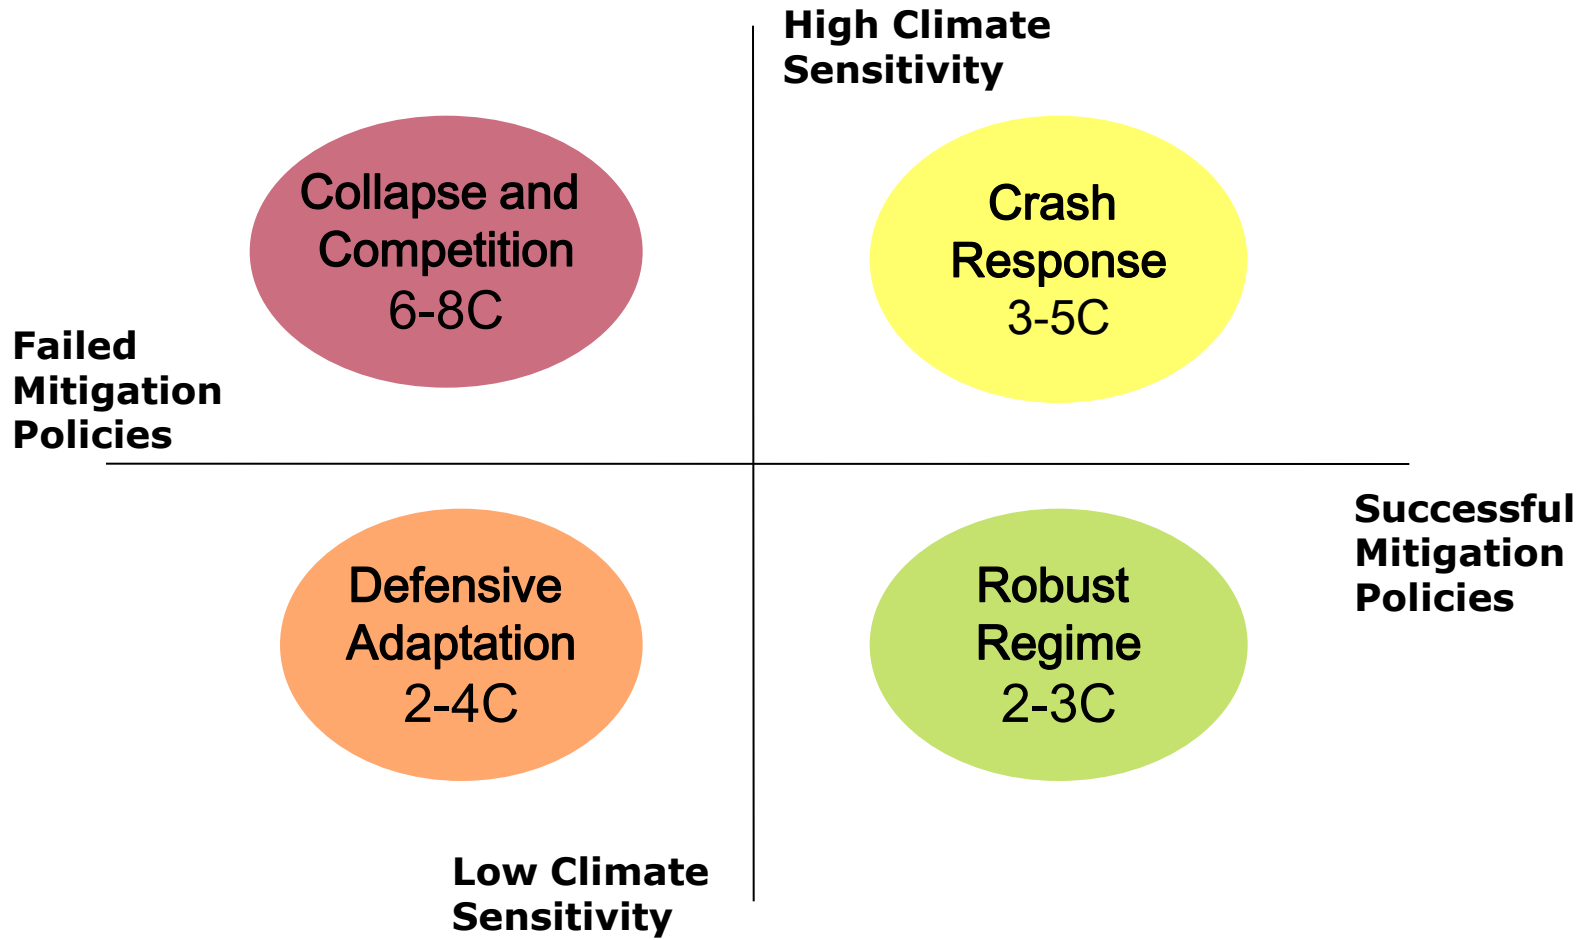 High Climate
Sensitivity
Collapse and
Competition
6-8C
Crash
Response
3-5C
Failed
Mitigation
Policies
Successful
Mitigation
Policies
Defensive
Adaptation
2-4C
Robust
Regime
2-3C
Low Climate
Sensitivity